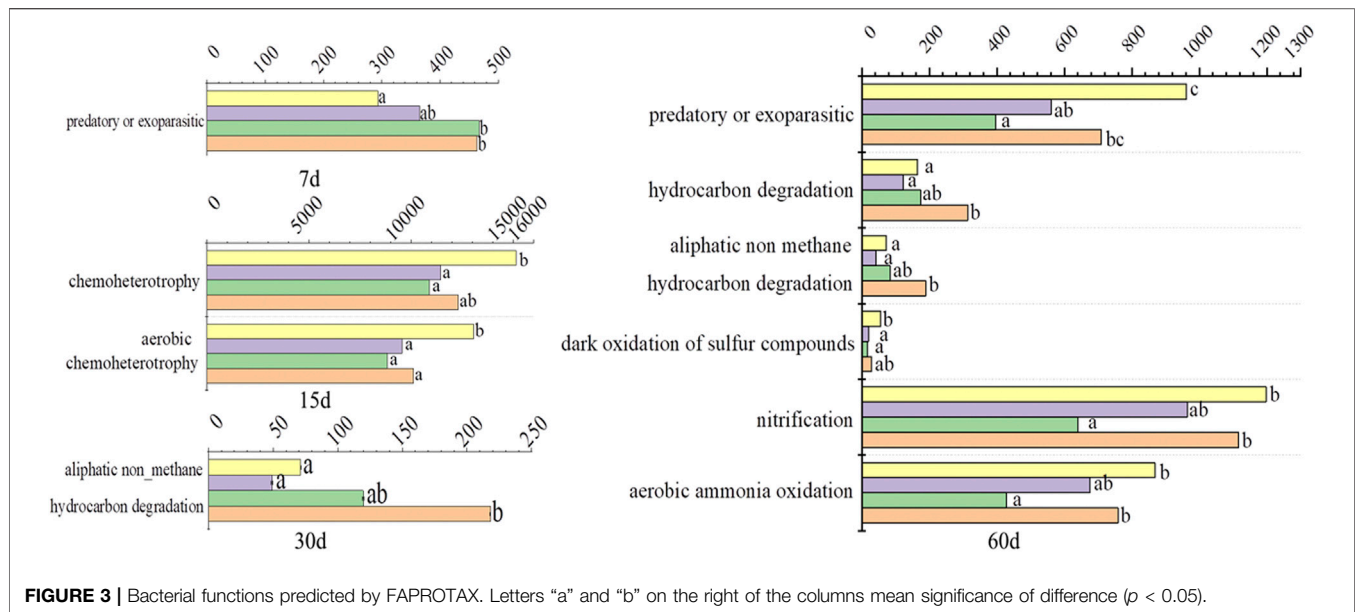 0 100 200 300 400 500
predatory or exoparasitic
a
ab
b
b
7d
0 5000 10000 15000 16000
chemoheterotrophy
b
a
a
ab
aerobic
chemoheterotrophy
b
a
a
a
15d
0 50 100 150 200 250
aliphatic non_methane
hydrocarbon degradation
a
a
ab
b
30d
0 200 400 600 800 1000 1200 1300
predatory or exoparasitic
c
ab
a
bc
hydrocarbon degradation
a
a
ab
b
aliphatic non methane
hydrocarbon degradation
a
a
ab
b
dark oxidation of sulfur compounds
b
a
a
ab
nitrification
b
ab
a
b
aerobic ammonia oxidation
b
ab
a
b
60d
FIGURE 3 | Bacterial functions predicted by FAPROTAX. Letters “a” and “b” on the right of the columns mean significance of difference (p < 0.05).